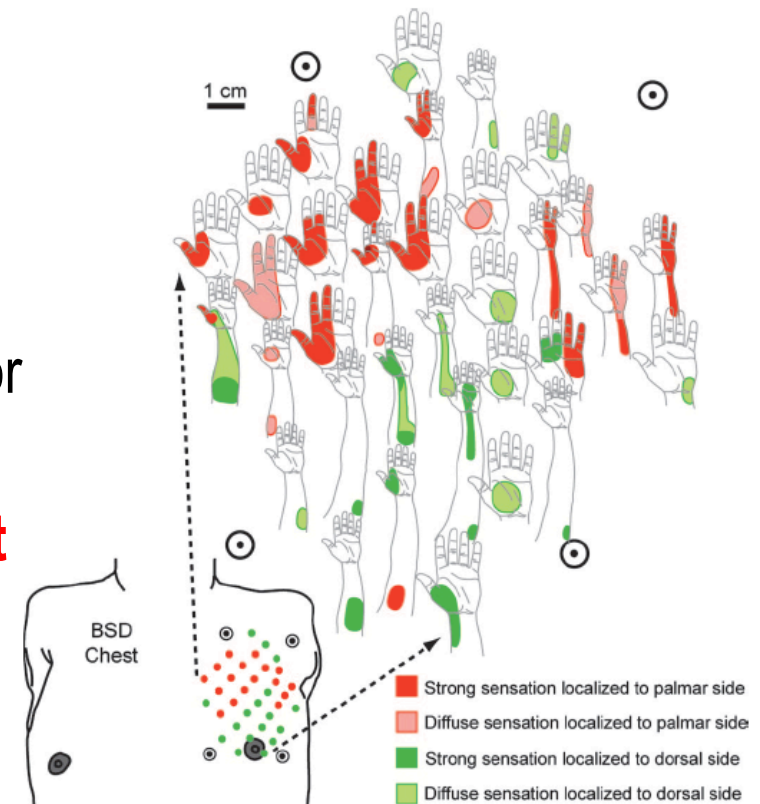 1 cm
or
t
BSD
Chest
Strong sensation localized to palmar side
Diffuse sensation localized to palmar side
Strong sensation localized to dorsal side
Diffuse sensation localized to dorsal side